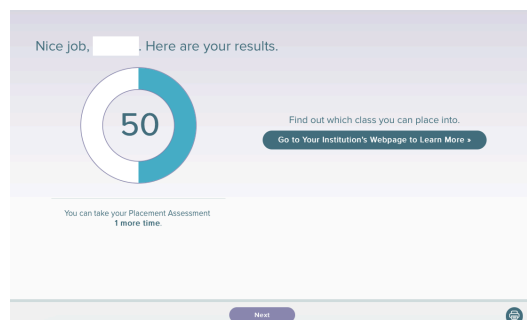 Nice job, . Here are your results.
50
Find out which class you can place into.
Go to Your Institution's Webpage to Learn More »
You can take your Placement Assessment
1 more time.
Next